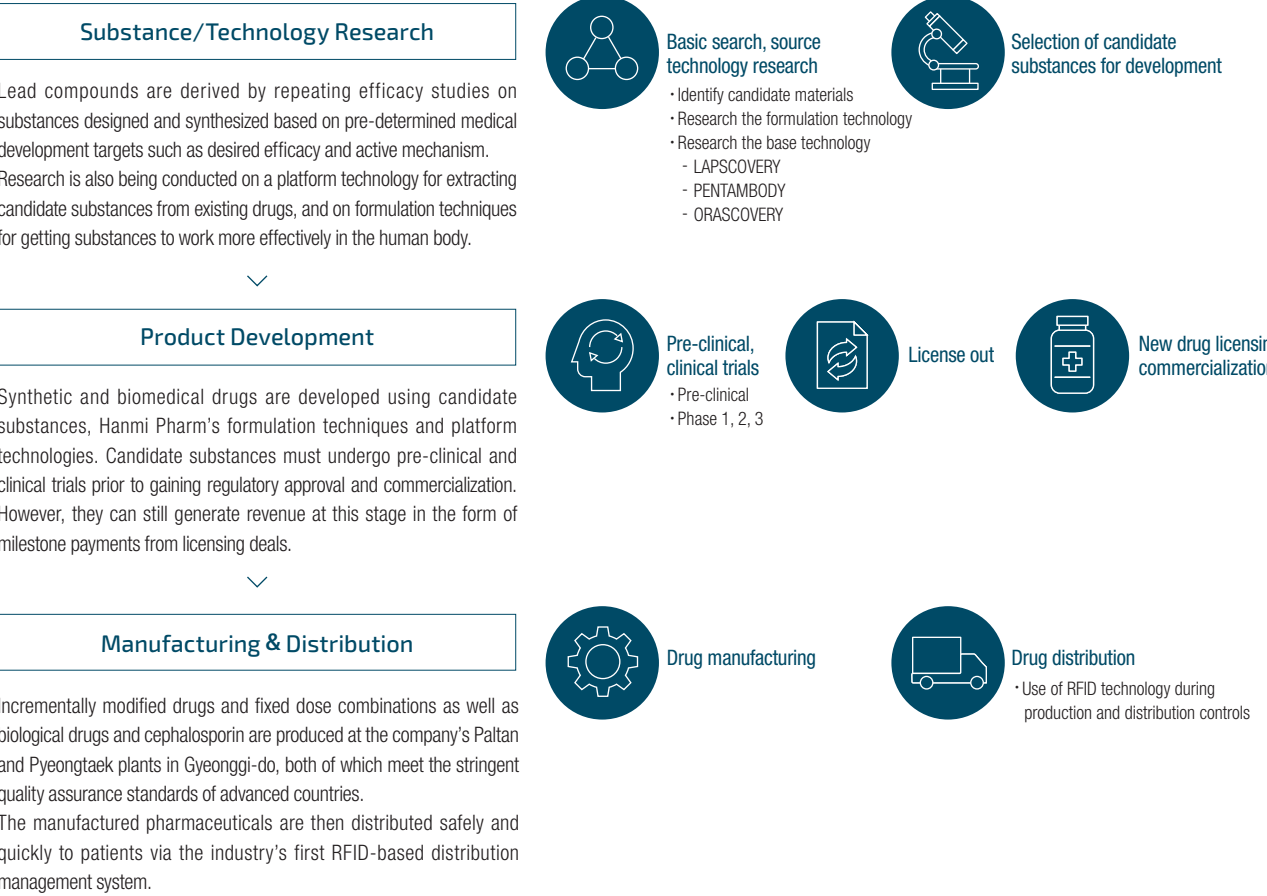 Substance/Technology Research
Lead compounds are derived by repeating efficacy studies on
substances designed and synthesized based on pre-determined medical
development targets such as desired efficacy and active mechanism.
Research is also being conducted on a platform technology for extracting
candidate substances from existing drugs, and on formulation techniques
for getting substances to work more effectively in the human body.
Basic search, source
technology research
· Identify candidate materials
· Research the formulation technology
· Research the base technology
- LAPSCOVERY
- PENTAMBODY
- ORASCOVERY
Selection of candidate
substances for development
Product Development
Synthetic and biomedical drugs are developed using candidate
substances, Hanmi Pharm's formulation techniques and platform
technologies. Candidate substances must undergo pre-clinical and
clinical trials prior to gaining regulatory approval and commercialization.
However, they can still generate revenue at this stage in the form of
milestone payments from licensing deals.
Pre-clinical,
clinical trials
· Pre-clinical
· Phase 1, 2, 3
License out
New drug licensin
commercialization
Manufacturing & Distribution
Incrementally modified drugs and fixed dose combinations as well as
biological drugs and cephalosporin are produced at the company's Paltan
and Pyeongtaek plants in Gyeonggi-do, both of which meet the stringent
quality assurance standards of advanced countries.
The manufactured pharmaceuticals are then distributed safely and
quickly to patients via the industry's first RFID-based distribution
management system.
Drug manufacturing
Drug distribution
· Use of RFID technology during
production and distribution controls